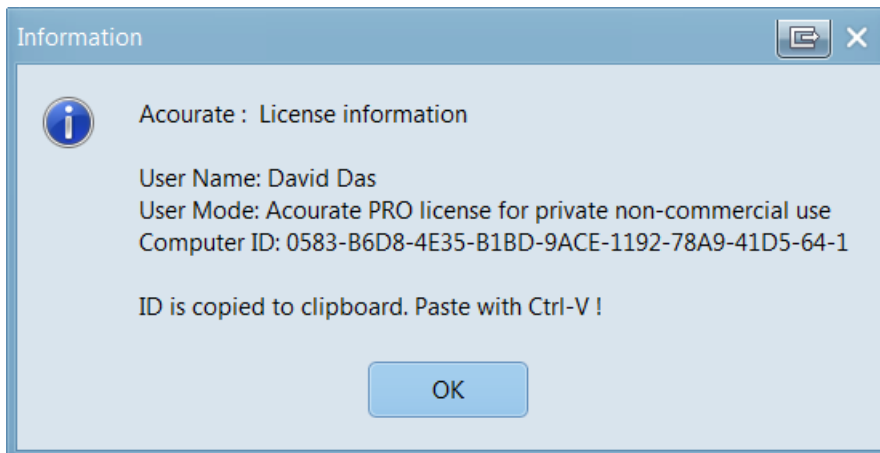 Information
Acourate :  License information
User Name: David Das
User Mode: Acourate PRO license for private non-commercial use
Computer ID: 0583-B6D8-4E35-B1BD-9ACE-1192-78A9-41D5-64-1
ID is copied to clipboard. Paste with Ctrl-V !
OK